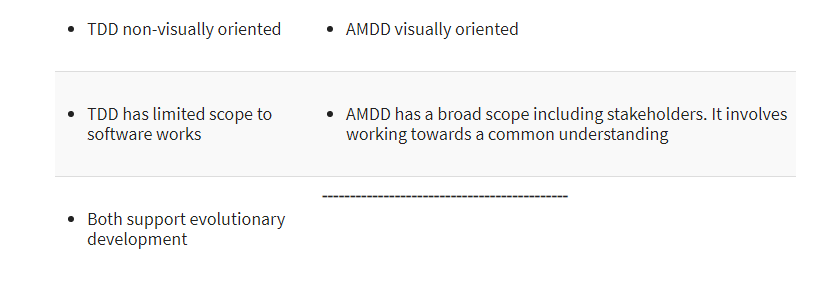 TDD non-visually oriented
AMDD visually oriented
TDD has limited scope to
software works
AMDD has a broad scope including stakeholders. It involves
working towards a common understanding
--------------------------------------------
Both support evolutionary
development